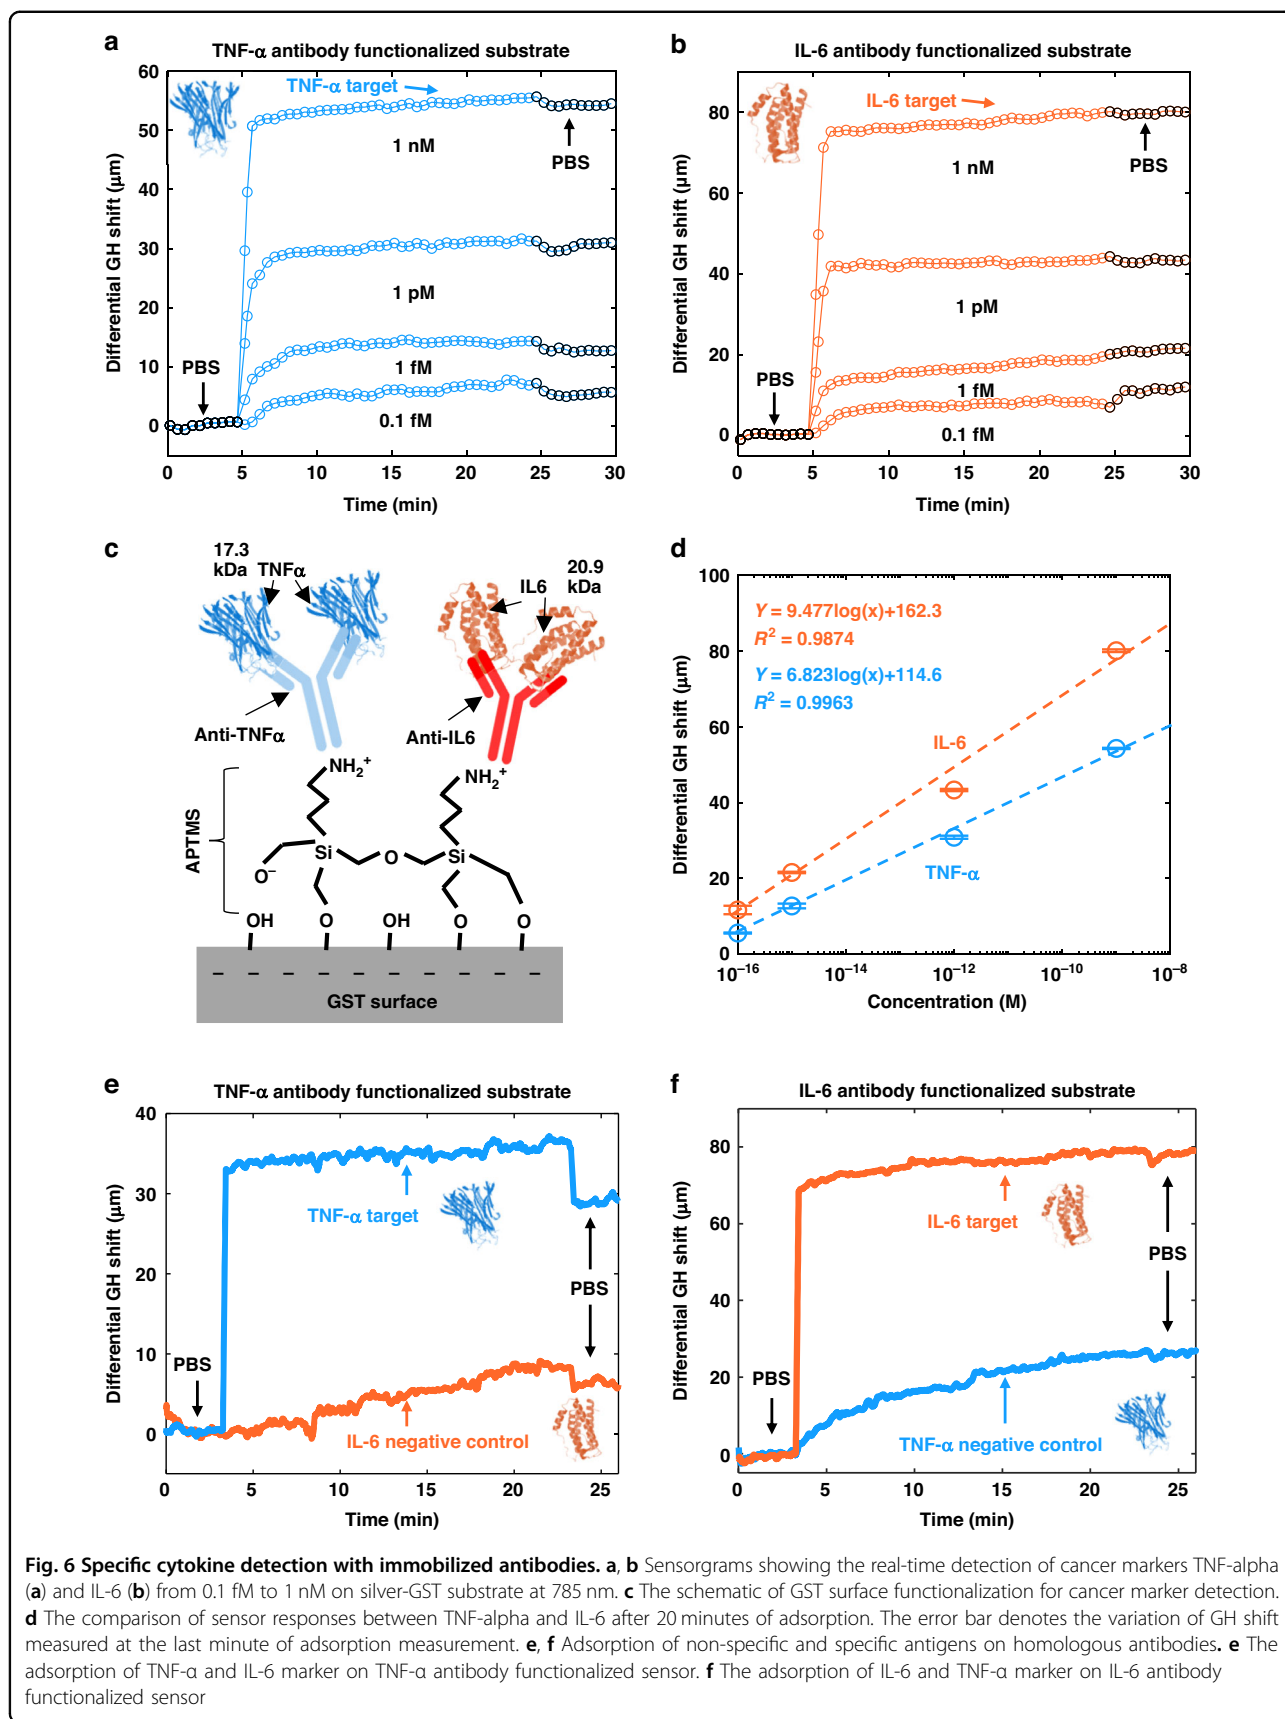 a
TNF-α antibody functionalized substrate
Differential GH shift (μm)
60
50
40
30
20
10
0
TNF-α target
1 nM
PBS
1 pM
1 fM
PBS
0.1 fM
0 5 10 15 20 25 30
Time (min)
b
IL-6 antibody functionalized substrate
Differential GH shift (μm)
80
60
40
20
0
IL-6 target
1 nM
PBS
1 pM
PBS
1 fM
0.1 fM
0 5 10 15 20 25 30
Time (min)
c
17.3
kDa
TNFα
IL6
20.9
kDa
Anti-TNFα
Anti-IL6
APTMS
NH₂⁺
NH₂⁺
Si
O
Si
O⁻
OH O OH O O
– – – – – – – – – –
GST surface
d
Differential GH shift (μm)
100
80
60
40
20
0
Y = 9.477log(x)+162.3
R² = 0.9874
Y = 6.823log(x)+114.6
R² = 0.9963
IL-6
TNF-α
10⁻¹⁶ 10⁻¹⁴ 10⁻¹² 10⁻¹⁰ 10⁻⁸
Concentration (M)
e
TNF-α antibody functionalized substrate
Differential GH shift (μm)
40
30
20
10
0
TNF-α target
PBS
PBS
IL-6 negative control
0 5 10 15 20 25
Time (min)
f
IL-6 antibody functionalized substrate
Differential GH shift (μm)
80
60
40
20
0
IL-6 target
PBS
PBS
TNF-α negative control
0 5 10 15 20 25
Time (min)
Fig. 6 Specific cytokine detection with immobilized antibodies. a, b Sensorgrams showing the real-time detection of cancer markers TNF-alpha
(a) and IL-6 (b) from 0.1 fM to 1 nM on silver-GST substrate at 785 nm. c The schematic of GST surface functionalization for cancer marker detection.
d The comparison of sensor responses between TNF-alpha and IL-6 after 20 minutes of adsorption. The error bar denotes the variation of GH shift
measured at the last minute of adsorption measurement. e, f Adsorption of non-specific and specific antigens on homologous antibodies. e The
adsorption of TNF-α and IL-6 marker on TNF-α antibody functionalized sensor. f The adsorption of IL-6 and TNF-α marker on IL-6 antibody
functionalized sensor